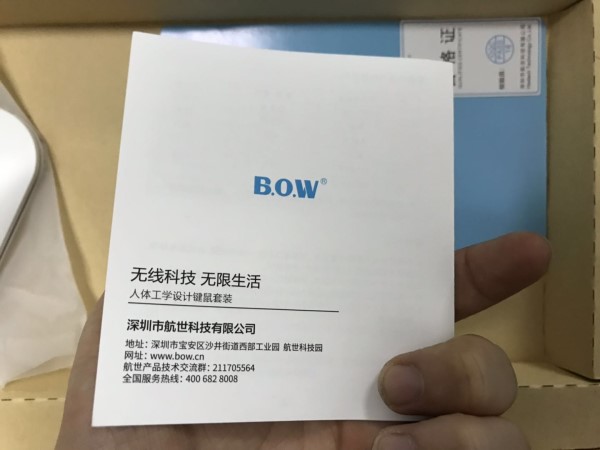 合格证
B.O.W®
无线科技 无限生活
人体工学设计键鼠套装
深圳市航世科技有限公司
地址: 深圳市宝安区沙井街道西部工业园 航世科技园
网址: www.bow.cn
航世产品技术交流群: 211705564
全国服务热线: 400 682 8008